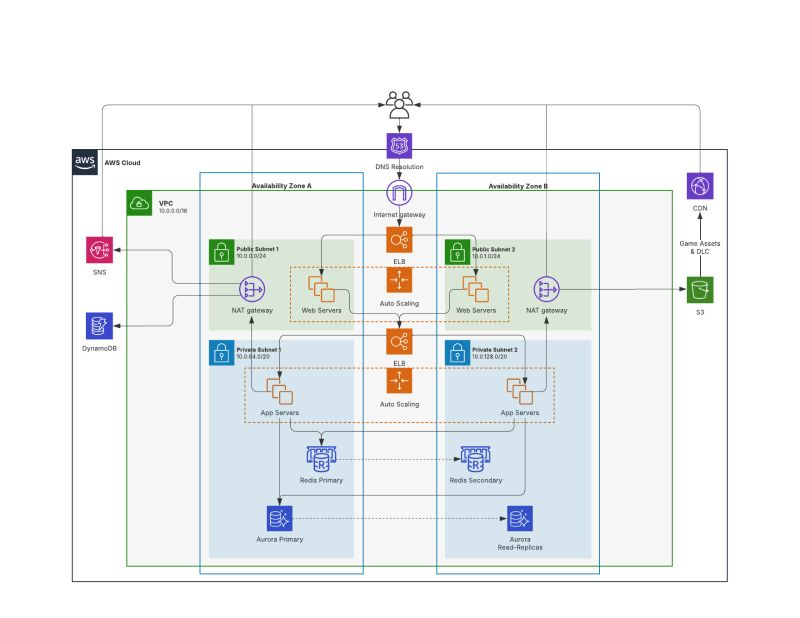 53
DNS Resolution
aws
AWS Cloud
Availability Zone A
Availability Zone B
VPC
10.0.0.0/16
Internet gateway
CDN
Public Subnet 1
10.0.0.0/24
Public Subnet 2
10.0.1.0/24
ELB
Game Assets
& DLC
SNS
NAT gateway
Web Servers
Auto Scaling
Web Servers
NAT gateway
S3
DynamoDB
Private Subnet 1
10.0.64.0/20
Private Subnet 2
10.0.128.0/20
ELB
App Servers
Auto Scaling
App Servers
R
R
Redis Primary
Redis Secondary
Aurora Primary
Aurora
Read-Replicas